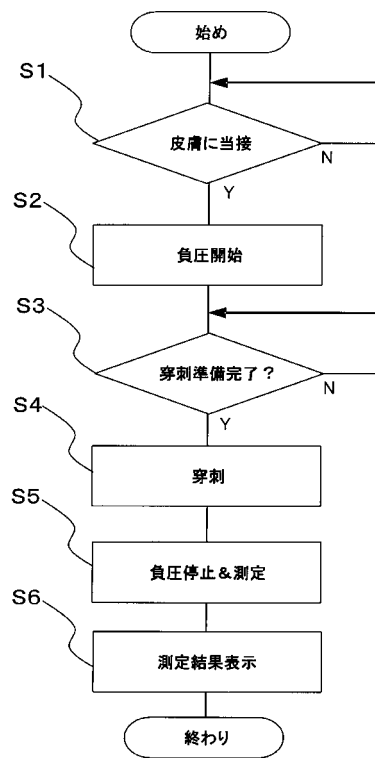 始め
S1
皮膚に当接
N
Y
S2
負圧開始
S3
穿刺準備完了？
N
Y
S4
穿刺
S5
負圧停止＆測定
S6
測定結果表示
終わり